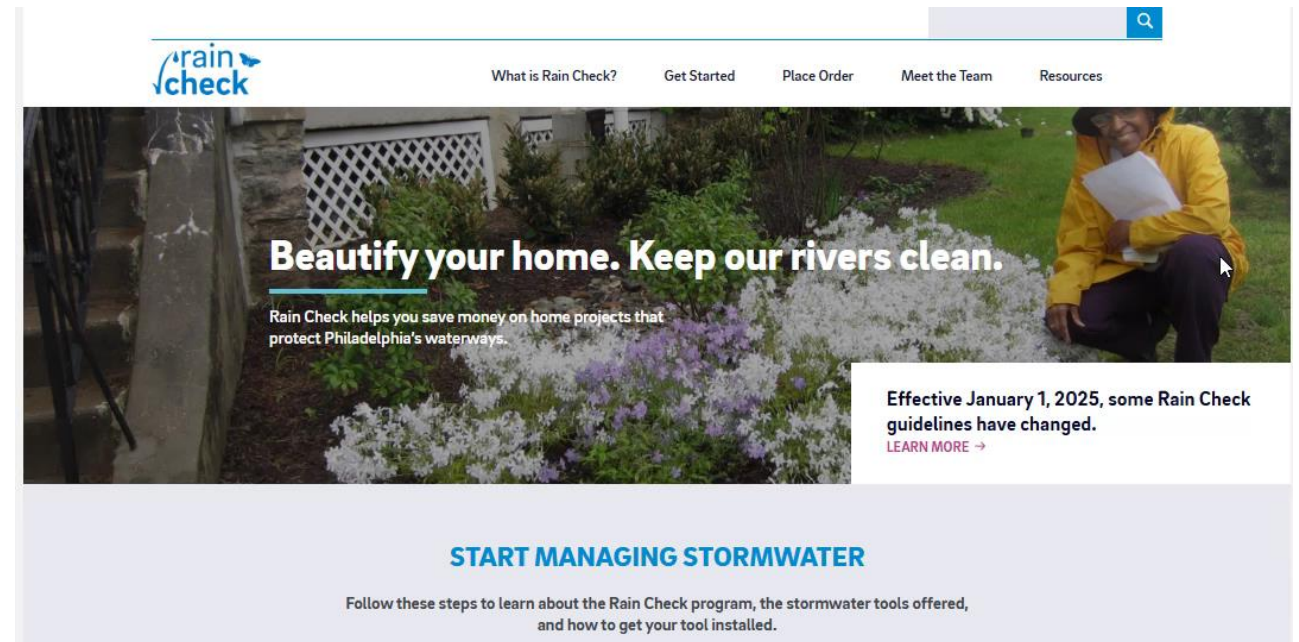 rain
check
What is Rain Check?
Get Started
Place Order
Meet the Team
Resources
Beautify your home. Keep our rivers clean.
Rain Check helps you save money on home projects that
protect Philadelphia's waterways.
Effective January 1, 2025, some Rain Check
guidelines have changed.
LEARN MORE →
START MANAGING STORMWATER
Follow these steps to learn about the Rain Check program, the stormwater tools offered,
and how to get your tool installed.